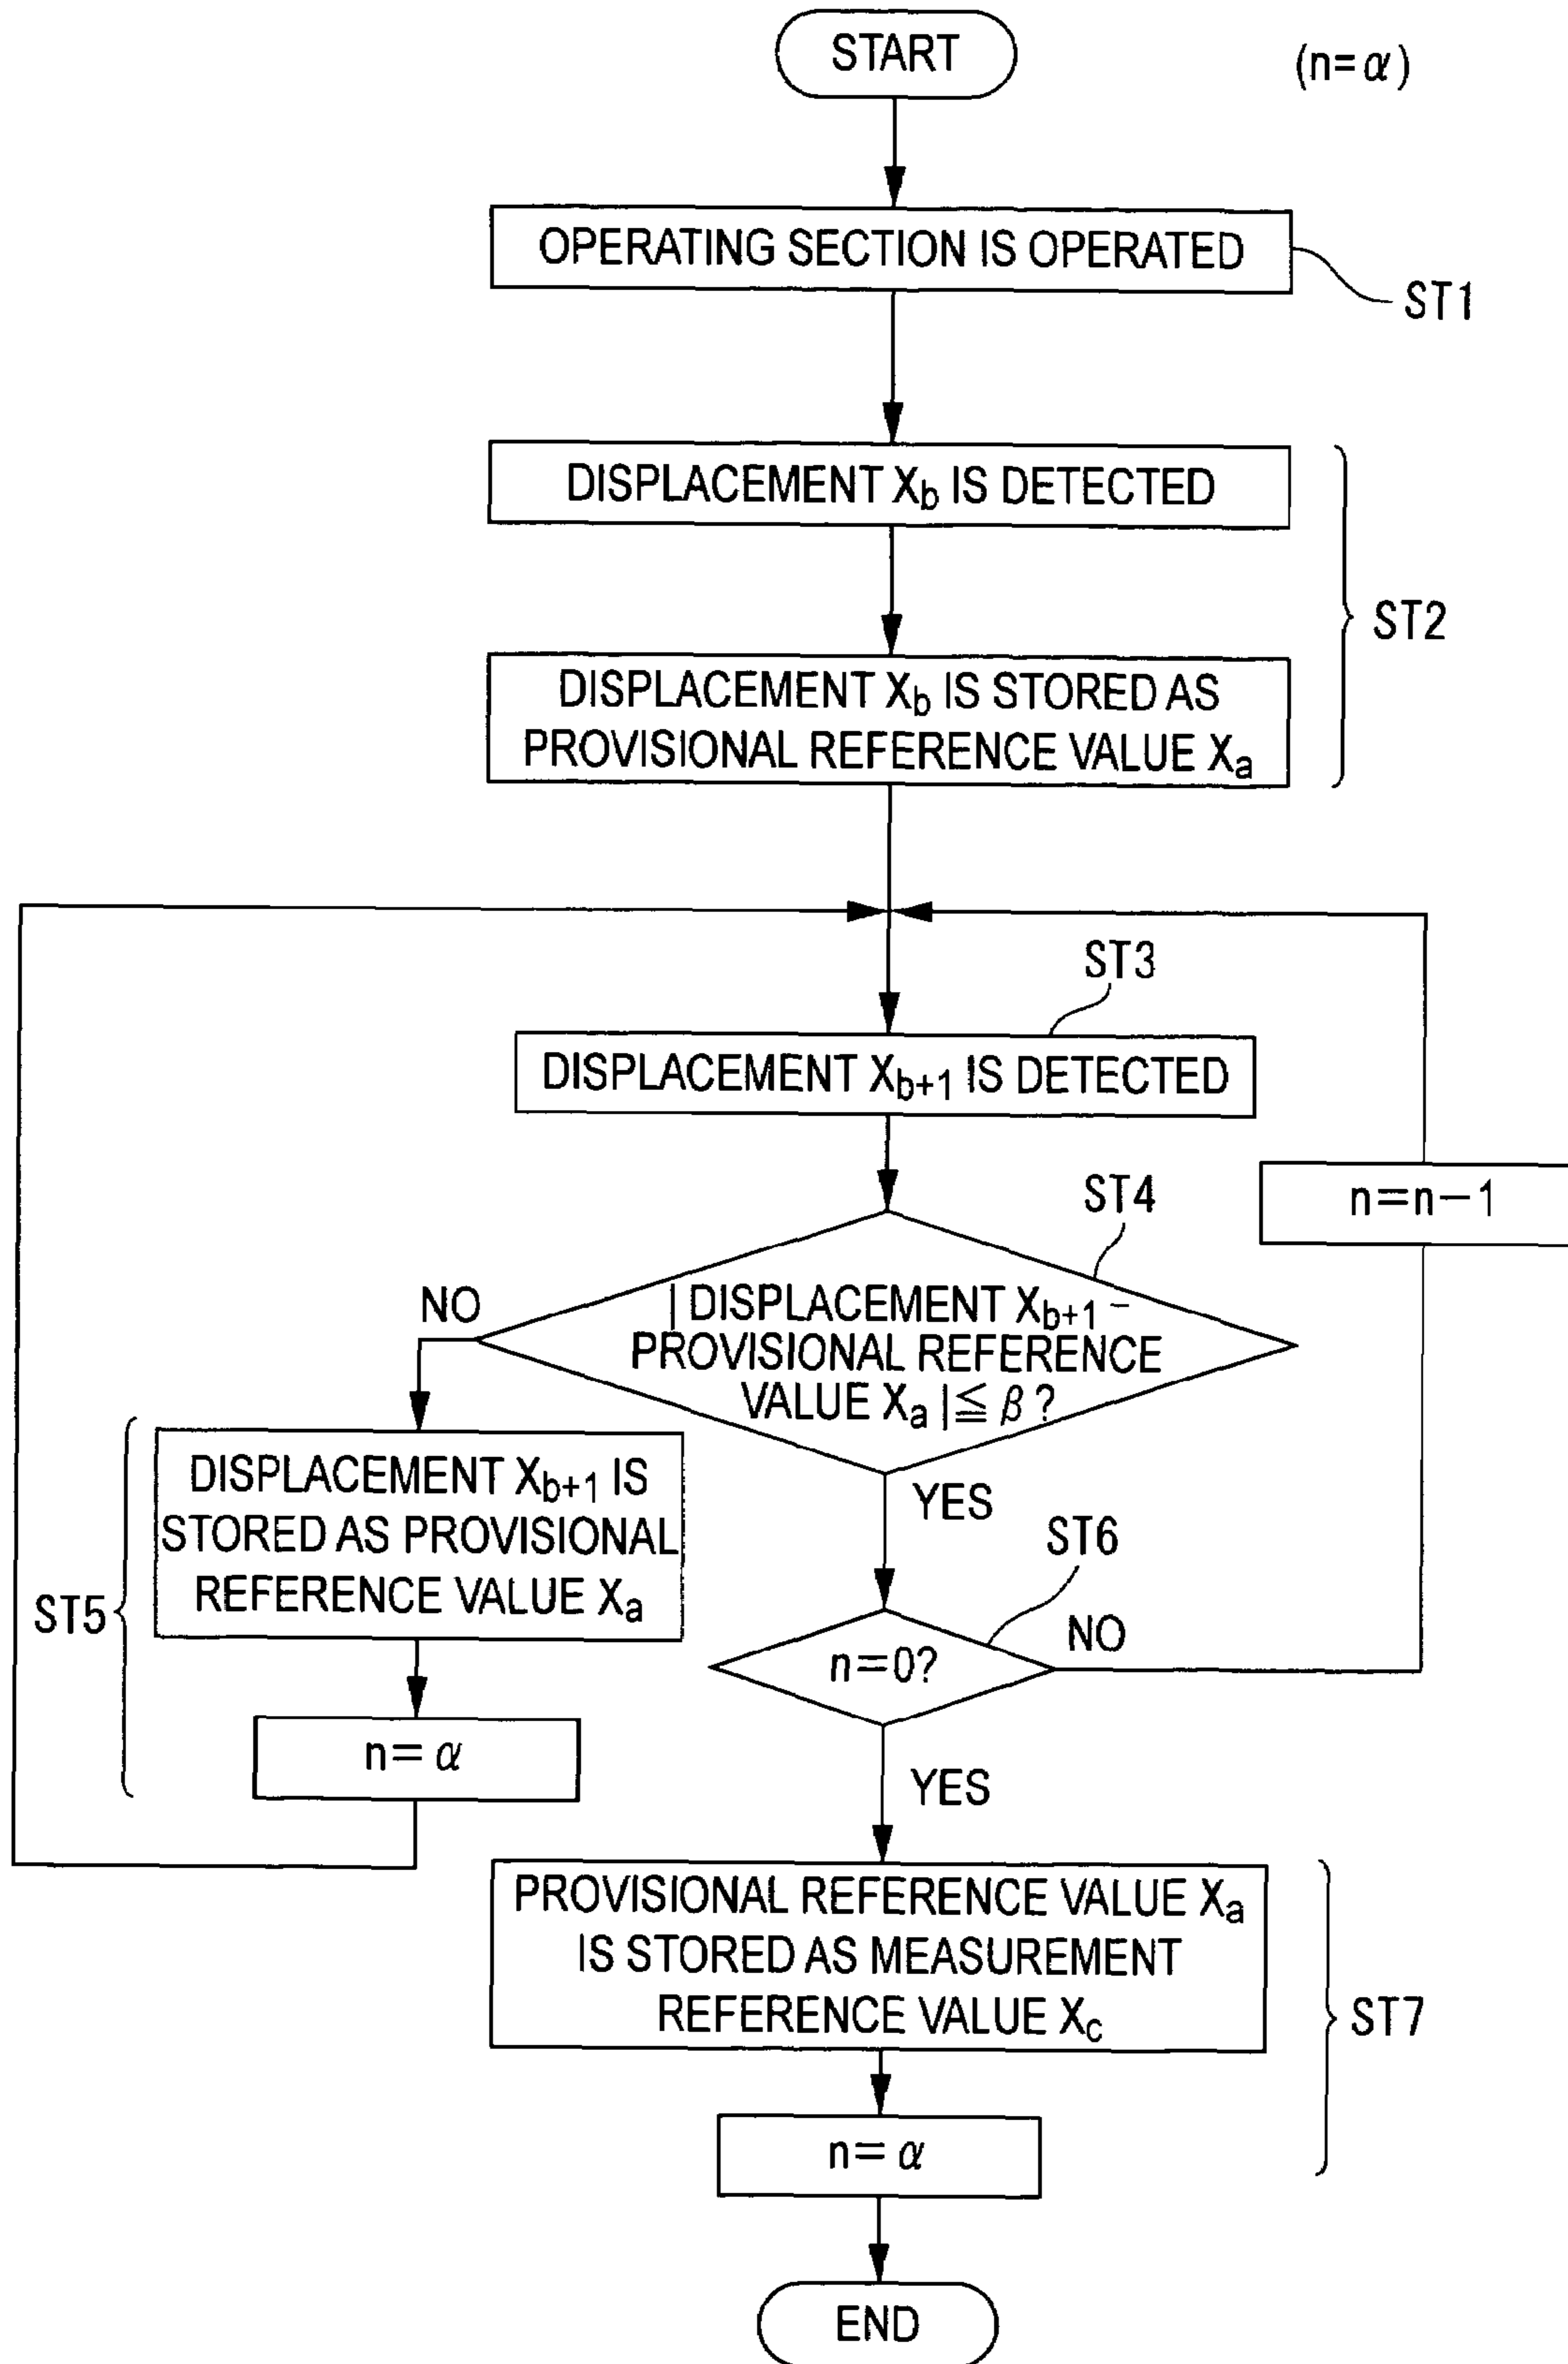 START
(n=α)
OPERATING SECTION IS OPERATED
ST1
DISPLACEMENT Xb IS DETECTED
ST2
DISPLACEMENT Xb IS STORED AS
PROVISIONAL REFERENCE VALUE Xa
ST3
DISPLACEMENT Xb+1 IS DETECTED
n=n−1
ST4
NO
| DISPLACEMENT Xb+1 −
PROVISIONAL REFERENCE
VALUE Xa |≦ β ?
YES
DISPLACEMENT Xb+1 IS
STORED AS PROVISIONAL
REFERENCE VALUE Xa
ST5
n=α
ST6
n=0?
NO
YES
PROVISIONAL REFERENCE VALUE Xa
IS STORED AS MEASUREMENT
REFERENCE VALUE Xc
ST7
n=α
END